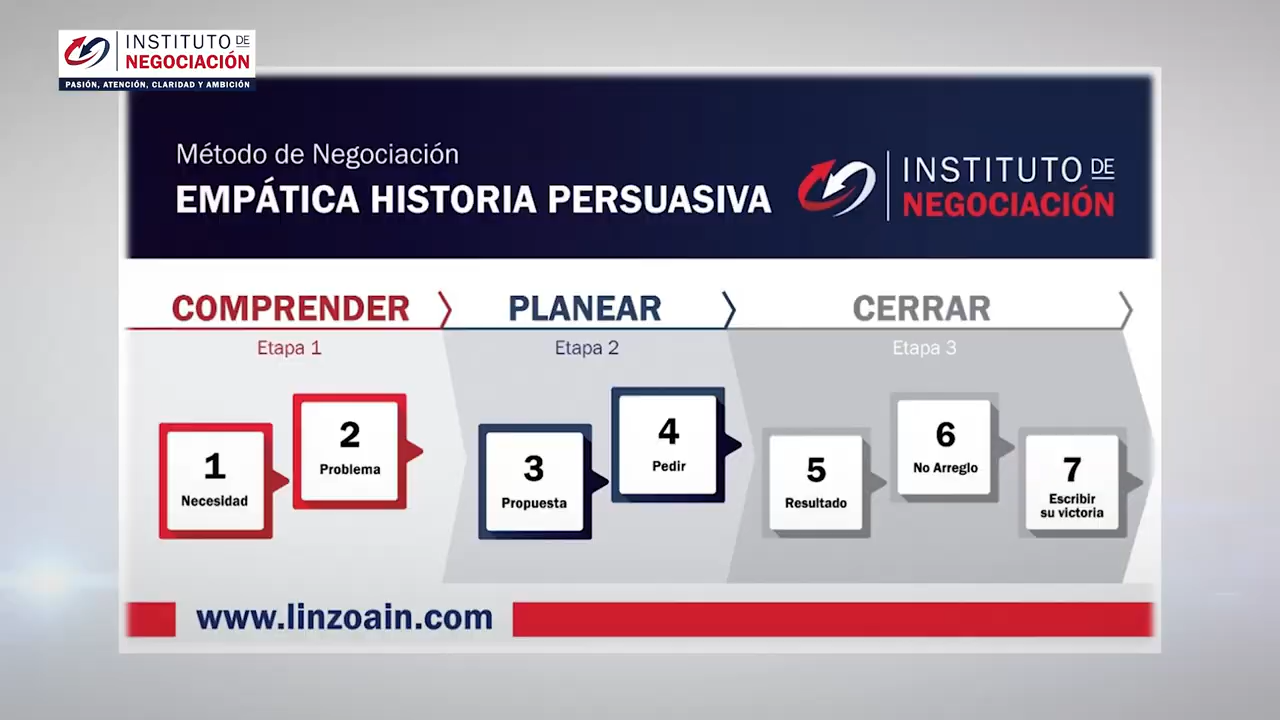 INSTITUTO DE
NEGOCIACIÓN
PASIÓN, ATENCIÓN, CLARIDAD Y AMBICIÓN
Método de Negociación
EMPÁTICA HISTORIA PERSUASIVA
INSTITUTO DE
NEGOCIACIÓN
COMPRENDER
Etapa 1
PLANEAR
Etapa 2
CERRAR
Etapa 3
1
Necesidad
2
Problema
3
Propuesta
4
Pedir
5
Resultado
6
No Arreglo
7
Escribir
su victoria
www.linzoain.com